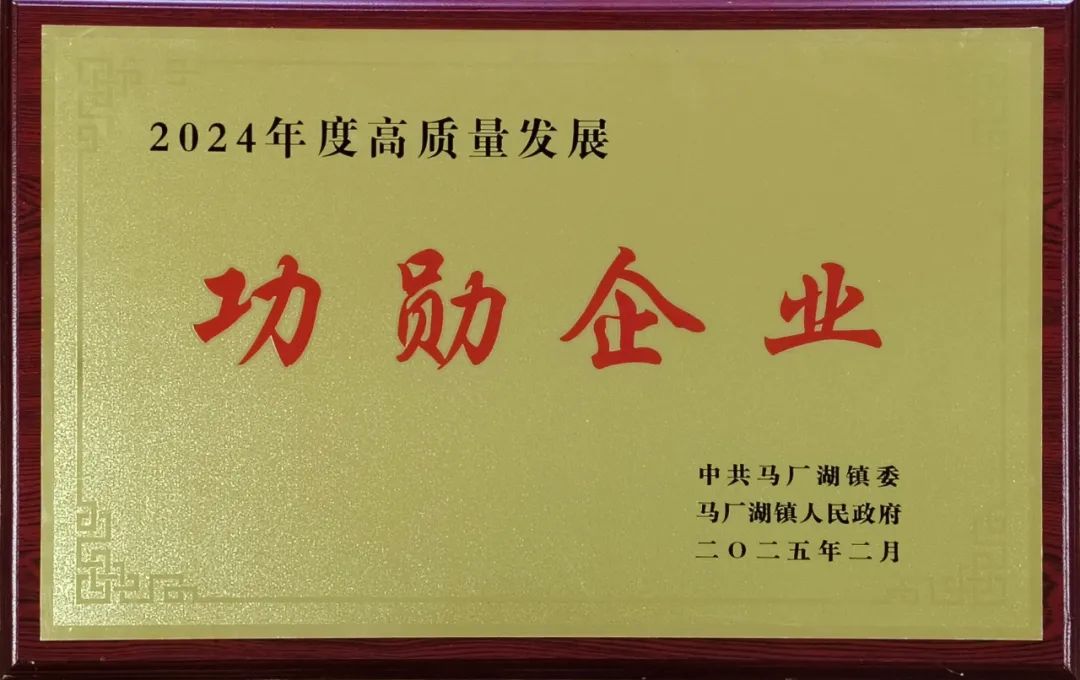 2024年度高质量发展
功勋企业
中共马厂湖镇委
马厂湖镇人民政府
二〇二五年二月